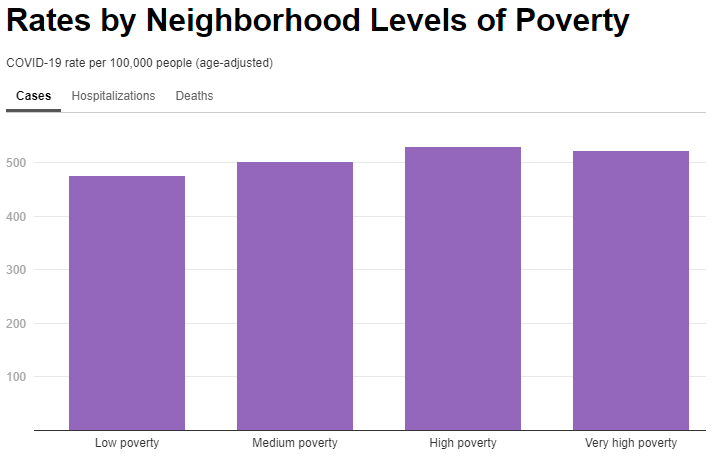 Rates by Neighborhood Levels of Poverty
COVID-19 rate per 100,000 people (age-adjusted)
Cases Hospitalizations Deaths
500
400
300
200
100
Low poverty Medium poverty High poverty Very high poverty